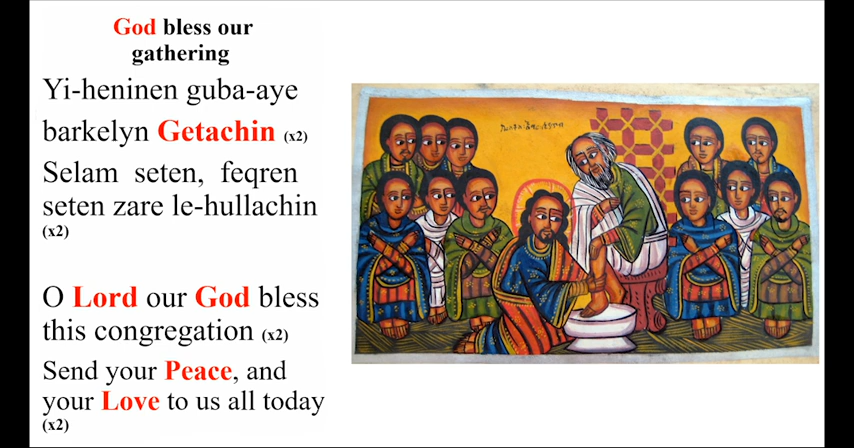 God bless our
gathering
Yi-heninen guba-aye
barkelyn Getachin (x2)
Selam seten, feqren
seten zare le-hullachin
(x2)
O Lord our God bless
this congregation (x2)
Send your Peace, and
your Love to us all today
(x2)